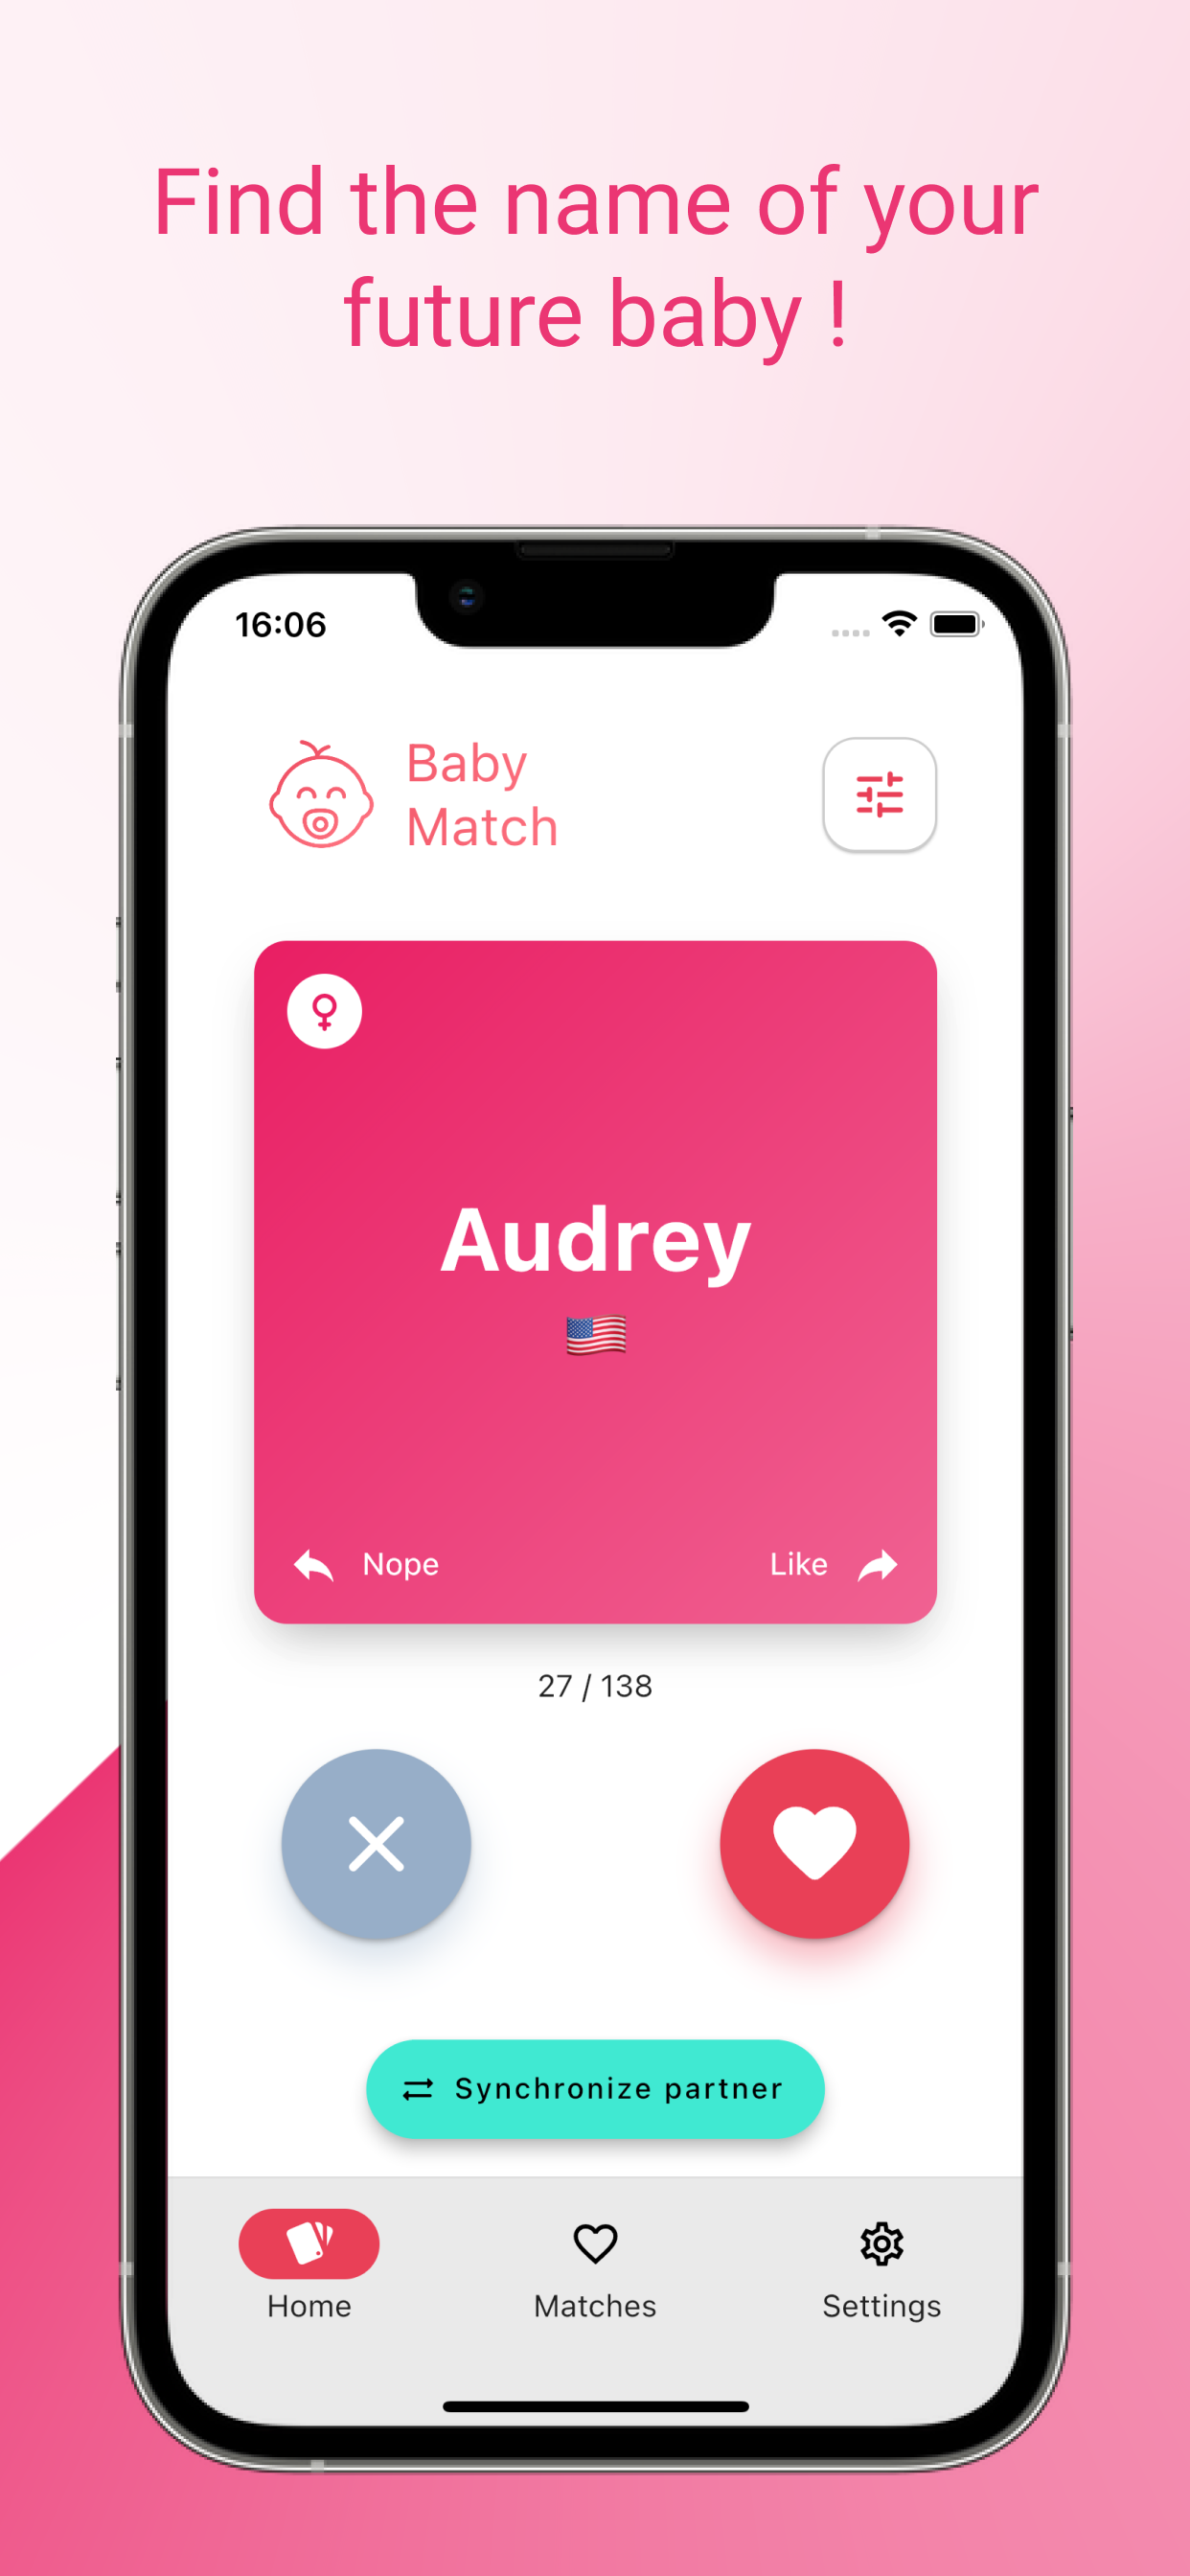 Find the name of your
future baby !
16:06
Baby
Match
Audrey
Nope
Like
27 / 138
Synchronize partner
Home
Matches
Settings